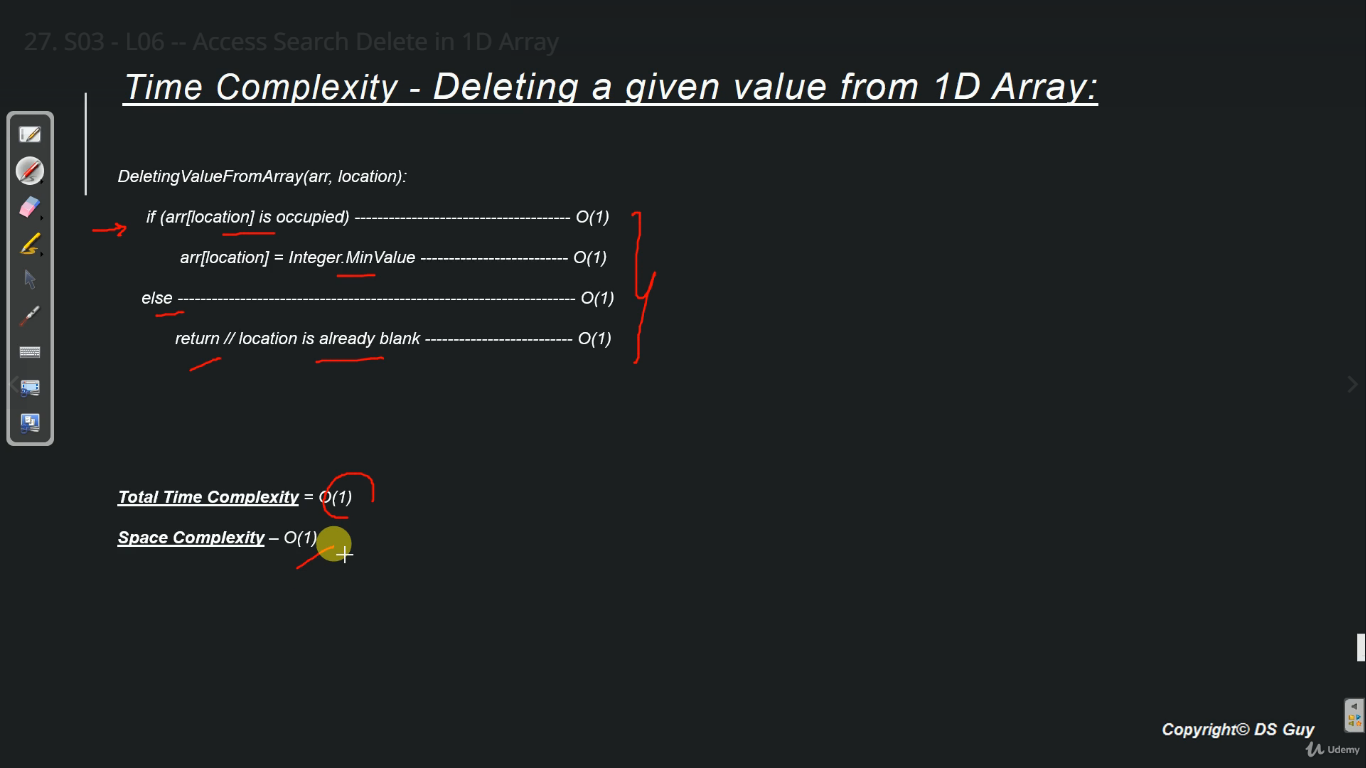 27. S03 - L06 -- Access Search Delete in 1D Array
Time Complexity - Deleting a given value from 1D Array:
DeletingValueFromArray(arr, location):
if (arr[location] is occupied) -------------------------------------- O(1)
arr[location] = Integer.MinValue -------------------------- O(1)
else ---------------------------------------------------------------------- O(1)
return // location is already blank -------------------------- O(1)
Total Time Complexity = O(1)
Space Complexity – O(1)
Copyright© DS Guy
Udemy